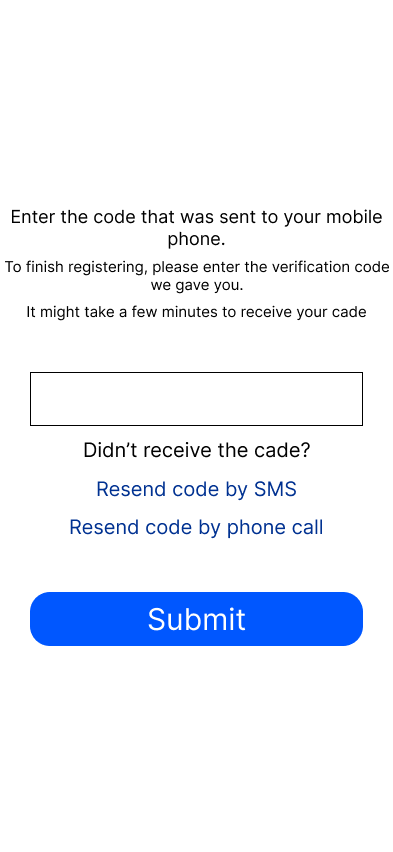 Enter the code that was sent to your mobile
phone.
To finish registering, please enter the verification code
we gave you.
It might take a few minutes to receive your cade
Didn’t receive the cade?
Resend code by SMS
Resend code by phone call
Submit